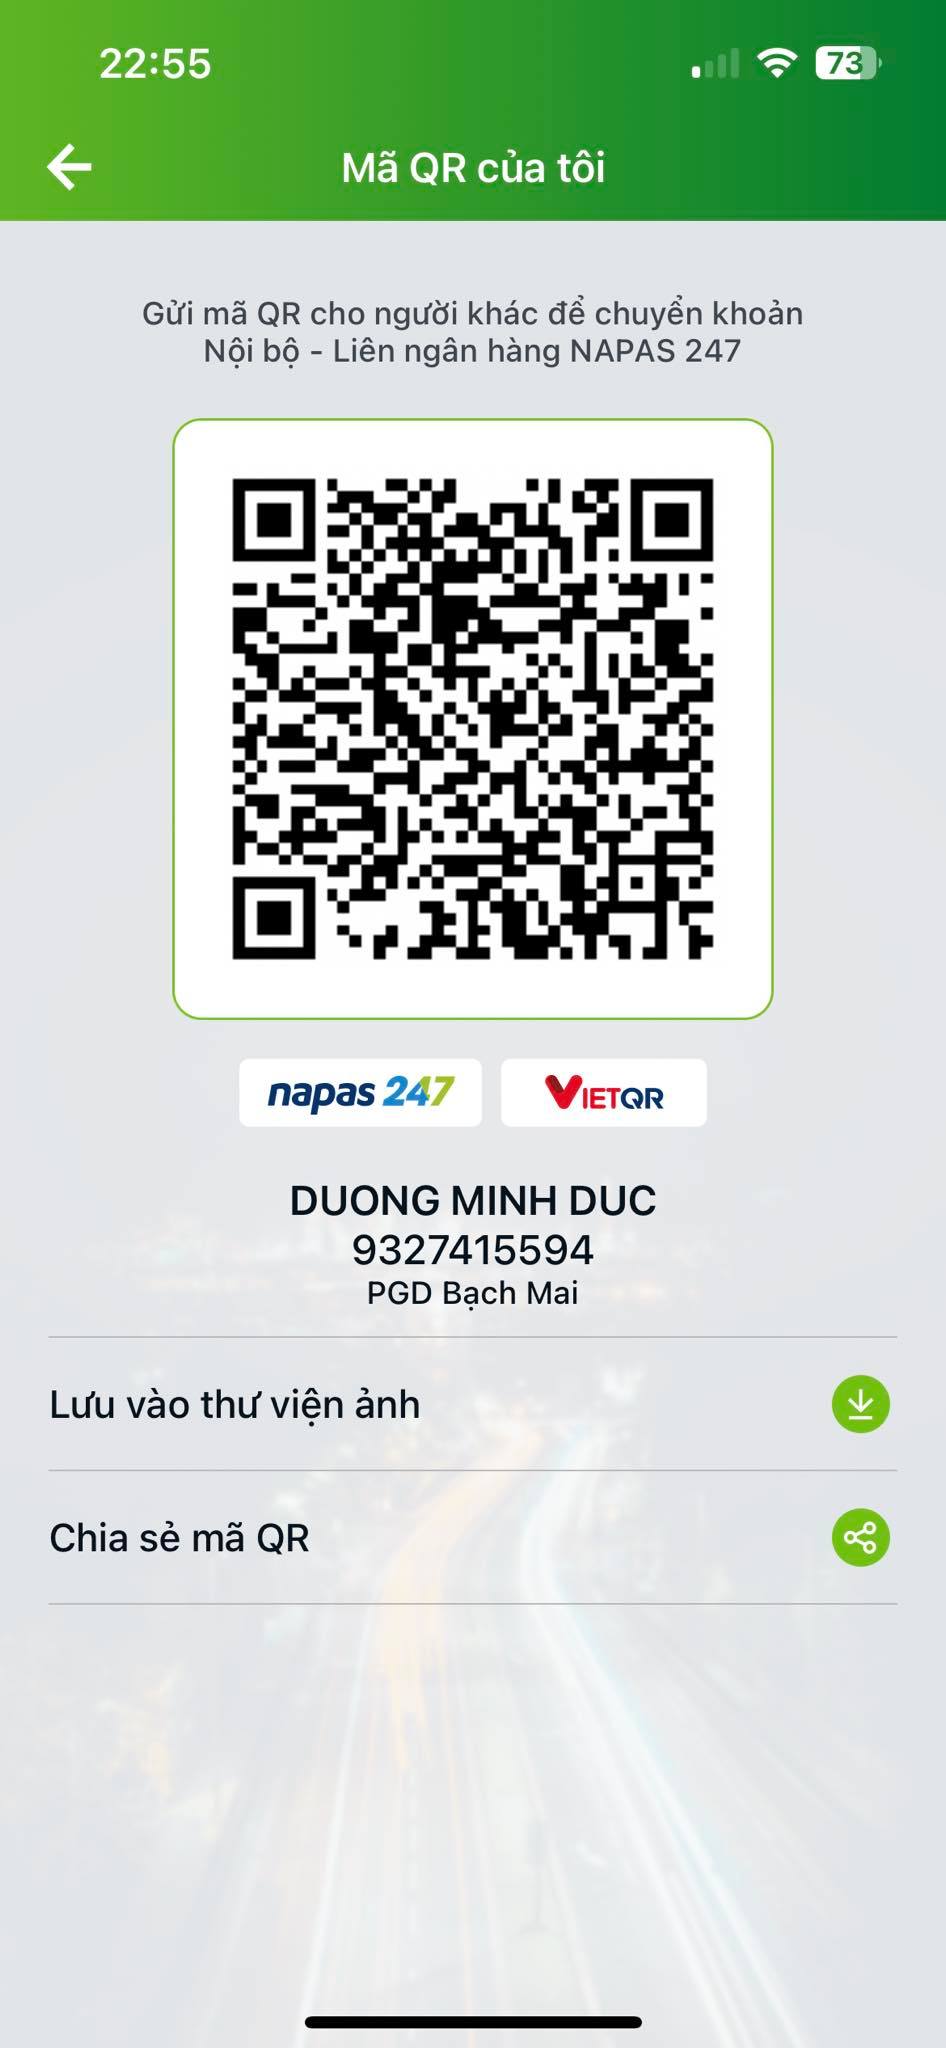 22:55
73
Mã QR của tôi
Gửi mã QR cho người khác để chuyển khoản
Nội bộ - Liên ngân hàng NAPAS 247
napas 247
VIETQR
DUONG MINH DUC
9327415594
PGD Bạch Mai
Lưu vào thư viện ảnh
Chia sẻ mã QR